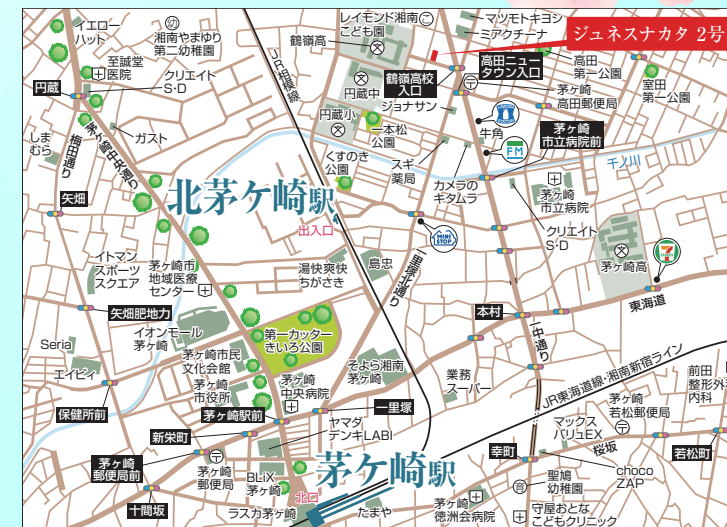 イエロー
ハット
幼
湘南やまゆり
第二幼稚園
至誠堂
医院
クリエイト
S・D
円蔵
ガスト
しま
むら
梅田通り
茅ヶ崎中央通り
矢畑
JR相模線
レイモンド湘南
こども園
こ
鶴嶺高
文
円蔵中
文
円蔵小
文
一本松
公園
くすのき
公園
マツモトキヨシ
ミアクチーナ
ジュネスナカタ 2号
高田ニュー
タウン入口
鶴嶺高校
入口
ジョナサン
高田
第一公園
茅ヶ崎
高田郵便局
室田
第一公園
牛角
FM
茅ヶ崎
市立病院前
スギ
薬局
カメラの
キタムラ
千ノ川
茅ヶ崎
市立病院
クリエイト
S・D
北茅ケ崎駅
出入口
MINI
STOP
文
茅ヶ崎高
7
東海道
イトマン
スポーツ
スクエア
茅ヶ崎市
地域医療
センター
湯快爽快
ちがさき
島忠
一里塚北通り
矢畑肥地力
本村
一中通り
イオンモール
茅ヶ崎
第一カッター
きいろ公園
Seria
エイビィ
茅ヶ崎市民
文化会館
茅ヶ崎
市役所
茅ヶ崎
中央病院
そよら湘南
茅ヶ崎
業務
スーパー
JR東海道線・湘南新宿ライン
保健所前
茅ヶ崎駅前
一里塚
新栄町
ヤマダ
デンキLABI
茅ヶ崎
郵便局前
茅ヶ崎
郵便局
BLiX
茅ヶ崎
茅ケ崎駅
北口
十間坂
ラスカ茅ヶ崎
たまや
茅ヶ崎
徳洲会病院
幸町
マックス
バリュEX
茅ヶ崎
若松郵便局
前田
整形外
内科
桜坂
若松町
choco
ZAP
育
聖鳩
幼稚園
守屋おとな
こどもクリニック